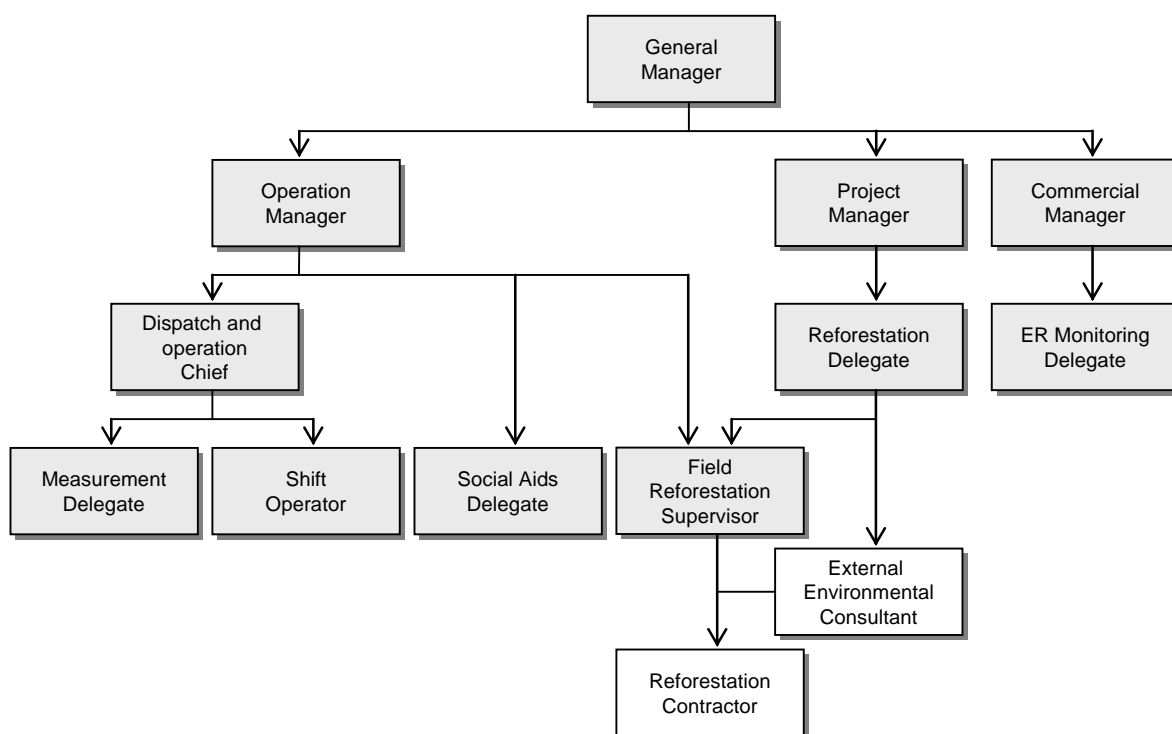 General
Manager
Operation
Manager
Project
Manager
Commercial
Manager
Dispatch and
operation
Chief
Reforestation
Delegate
ER Monitoring
Delegate
Measurement
Delegate
Shift
Operator
Social Aids
Delegate
Field
Reforestation
Supervisor
External
Environmental
Consultant
Reforestation
Contractor